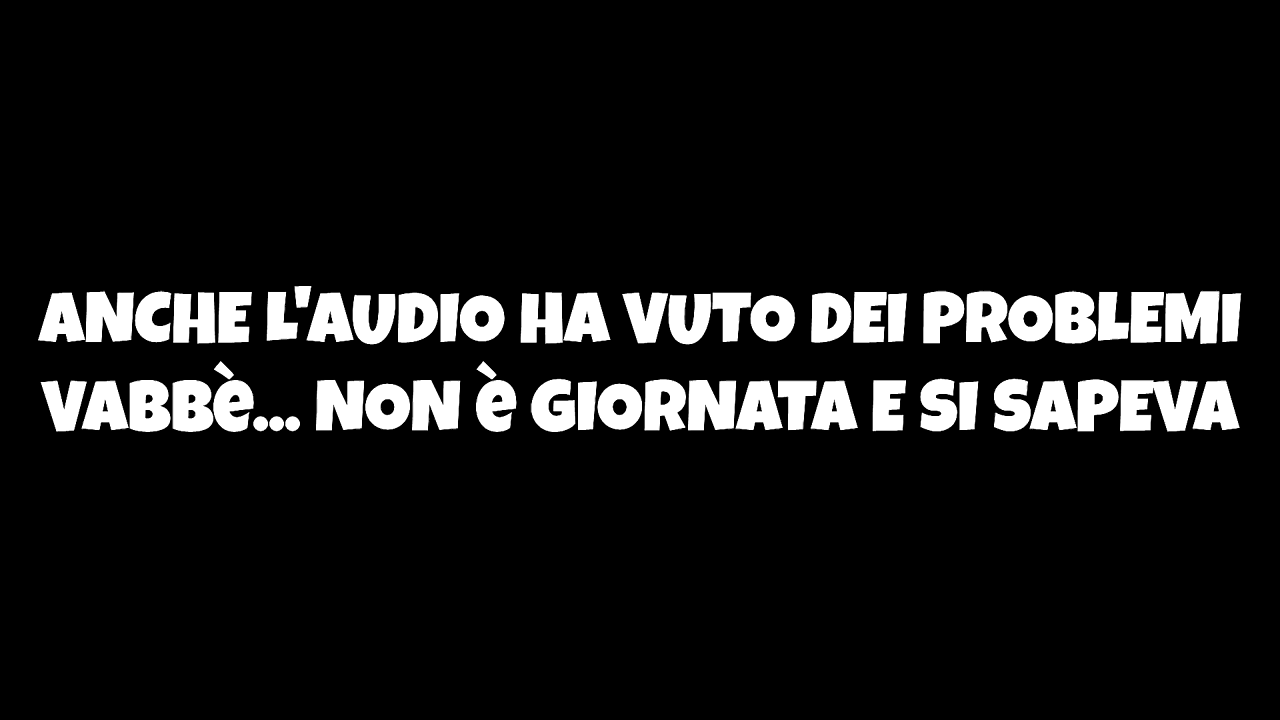 ANCHE L'AUDIO HA VUTO DEI PROBLEMI
VABBè... NON è GIORNATA E SI SAPEVA